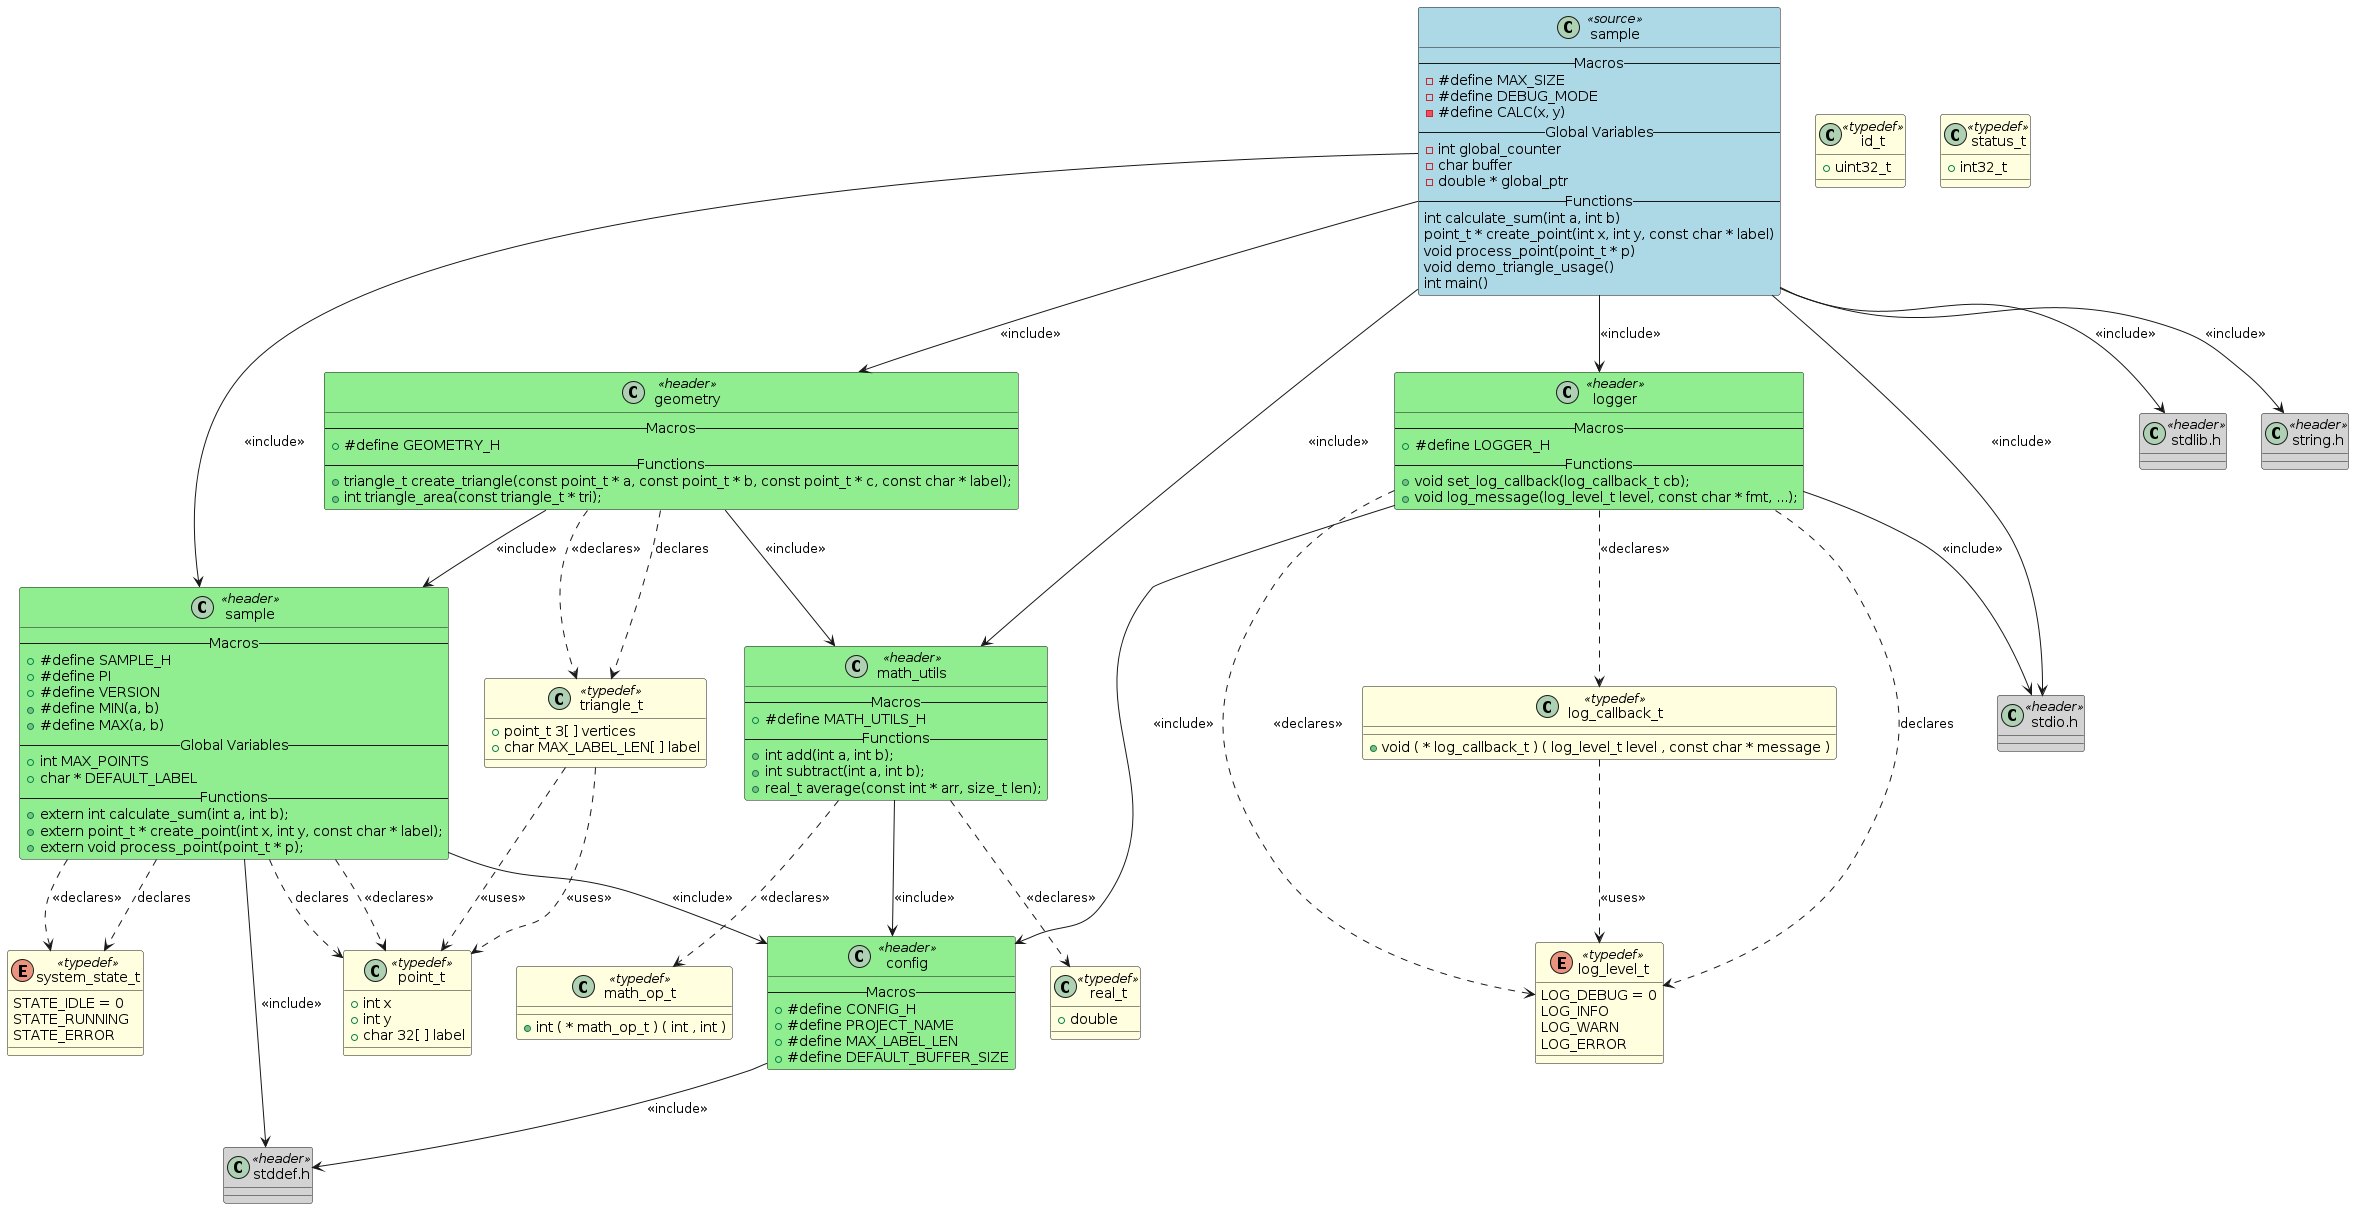 «source»
C
sample
Macros
#define MAX_SIZE
#define DEBUG_MODE
#define CALC(x, y)
Global Variables
int global_counter
char buffer
double * global_ptr
Functions
int calculate_sum(int a, int b)
point_t * create_point(int x, int y, const char * label)
void process_point(point_t * p)
void demo_triangle_usage()
int main()
«typedef»
C
id_t
uint32_t
«typedef»
C
status_t
int32_t
«include»
«include»
«include»
«include»
«include»
«include»
«include»
«header»
C
geometry
Macros
#define GEOMETRY_H
Functions
triangle_t create_triangle(const point_t * a, const point_t * b, const point_t * c, const char * label);
int triangle_area(const triangle_t * tri);
«header»
C
logger
Macros
#define LOGGER_H
Functions
void set_log_callback(log_callback_t cb);
void log_message(log_level_t level, const char * fmt, ...);
«header»
C
stdlib.h
«header»
C
string.h
«include»
«declares»
declares
«include»
«declares»
«include»
«header»
C
sample
Macros
#define SAMPLE_H
#define PI
#define VERSION
#define MIN(a, b)
#define MAX(a, b)
Global Variables
int MAX_POINTS
char * DEFAULT_LABEL
Functions
extern int calculate_sum(int a, int b);
extern point_t * create_point(int x, int y, const char * label);
extern void process_point(point_t * p);
«typedef»
C
triangle_t
point_t 3[ ] vertices
char MAX_LABEL_LEN[ ] label
«header»
C
math_utils
Macros
#define MATH_UTILS_H
Functions
int add(int a, int b);
int subtract(int a, int b);
real_t average(const int * arr, size_t len);
«include»
«declares»
«typedef»
C
log_callback_t
void ( * log_callback_t ) ( log_level_t level , const char * message )
declares
«header»
C
stdio.h
«declares»
declares
declares
«declares»
«uses»
«uses»
«include»
«declares»
«include»
«declares»
«uses»
«typedef»
E
system_state_t
STATE_IDLE = 0
STATE_RUNNING
STATE_ERROR
«include»
«typedef»
C
point_t
int x
int y
char 32[ ] label
«typedef»
C
math_op_t
int ( * math_op_t ) ( int , int )
«header»
C
config
Macros
#define CONFIG_H
#define PROJECT_NAME
#define MAX_LABEL_LEN
#define DEFAULT_BUFFER_SIZE
«typedef»
C
real_t
double
«typedef»
E
log_level_t
LOG_DEBUG = 0
LOG_INFO
LOG_WARN
LOG_ERROR
«include»
«header»
C
stddef.h